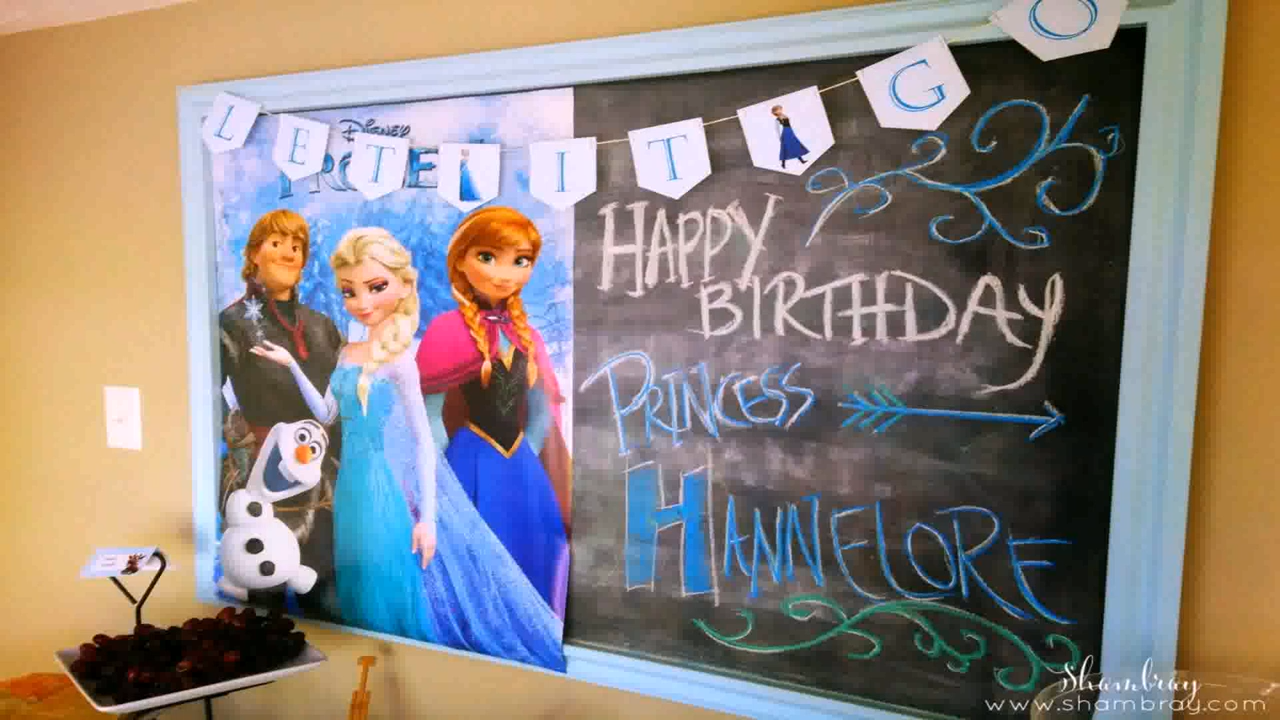 LET IT GO
DISNEY
FROZEN
HAPPY
BIRTHDAY
PRINCESS
HANNELORE
Shambray
www.shambray.com